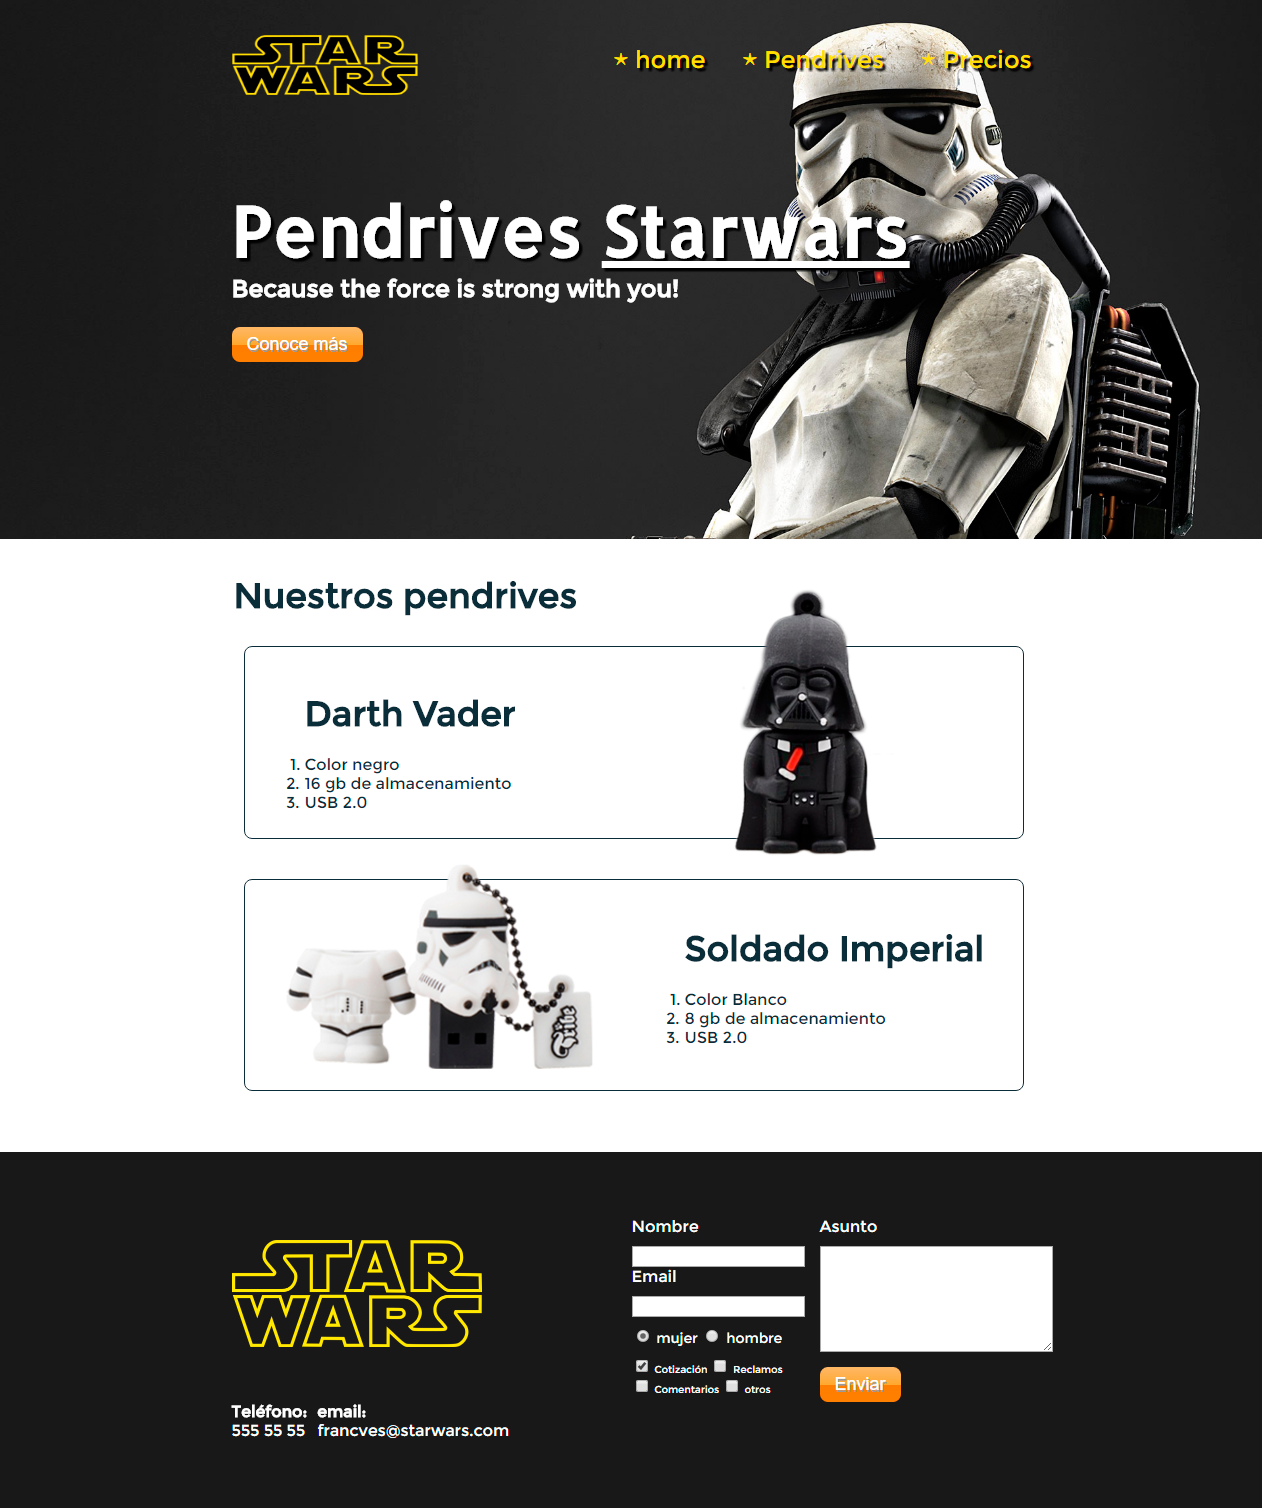 STAR
WARS
★ home ★ Pendrives ★ Precios
Pendrives Starwars
Because the force is strong with you!
Conoce más
Nuestros pendrives
Darth Vader
1. Color negro
2. 16 gb de almacenamiento
3. USB 2.0
Tribe
Soldado Imperial
1. Color Blanco
2. 8 gb de almacenamiento
3. USB 2.0
STAR
WARS
Teléfono: email:
555 55 55 francves@starwars.com
Nombre
Email
mujer hombre
Cotización Reclamos
Comentarios otros
Asunto
Enviar